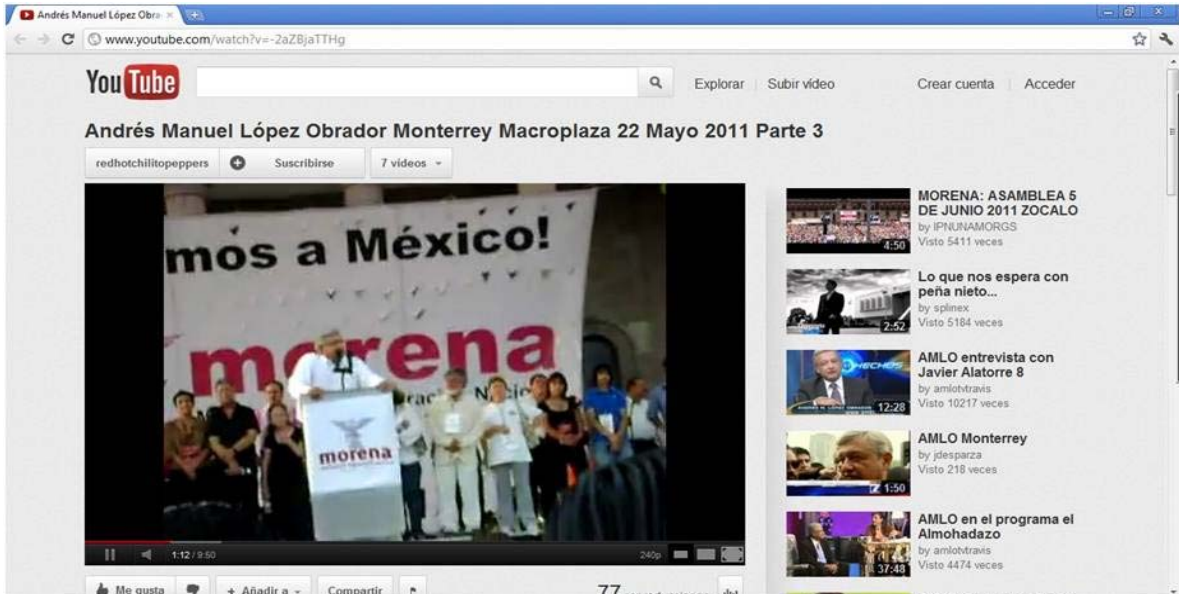 Andrés Manuel López Obra
www.youtube.com/watch?v=-2aZBjaTTHg
YouTube
Explorar
Subir vídeo
Crear cuenta
Acceder
Andrés Manuel López Obrador Monterrey Macroplaza 22 Mayo 2011 Parte 3
redhotchilitopeppers
Suscribirse
7 vídeos
mos a México!
morena
Nacio
morena
1:12 / 9:50
240p
Me gusta
+ Añadir a
Compartir
77
MORENA: ASAMBLEA 5
DE JUNIO 2011 ZOCALO
by IPNUNAMORGS
Visto 5411 veces
4:50
Lo que nos espera con
peña nieto...
by splinex
Visto 5184 veces
2:52
AMLO entrevista con
Javier Alatorre 8
by amlotvtravis
Visto 10217 veces
HECHOS
12:28
AMLO Monterrey
by jdesparza
Visto 218 veces
1:50
AMLO en el programa el
Almohadazo
by amlotvtravis
Visto 4474 veces
37:48